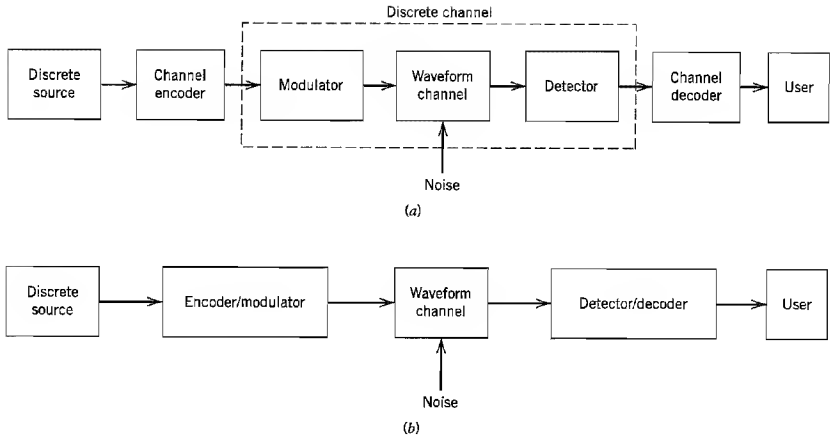 Discrete channel
Discrete
source
Channel
encoder
Modulator
Waveform
channel
Detector
Channel
decoder
User
Noise
(a)
Discrete
source
Encoder/modulator
Waveform
channel
Detector/decoder
User
Noise
(b)